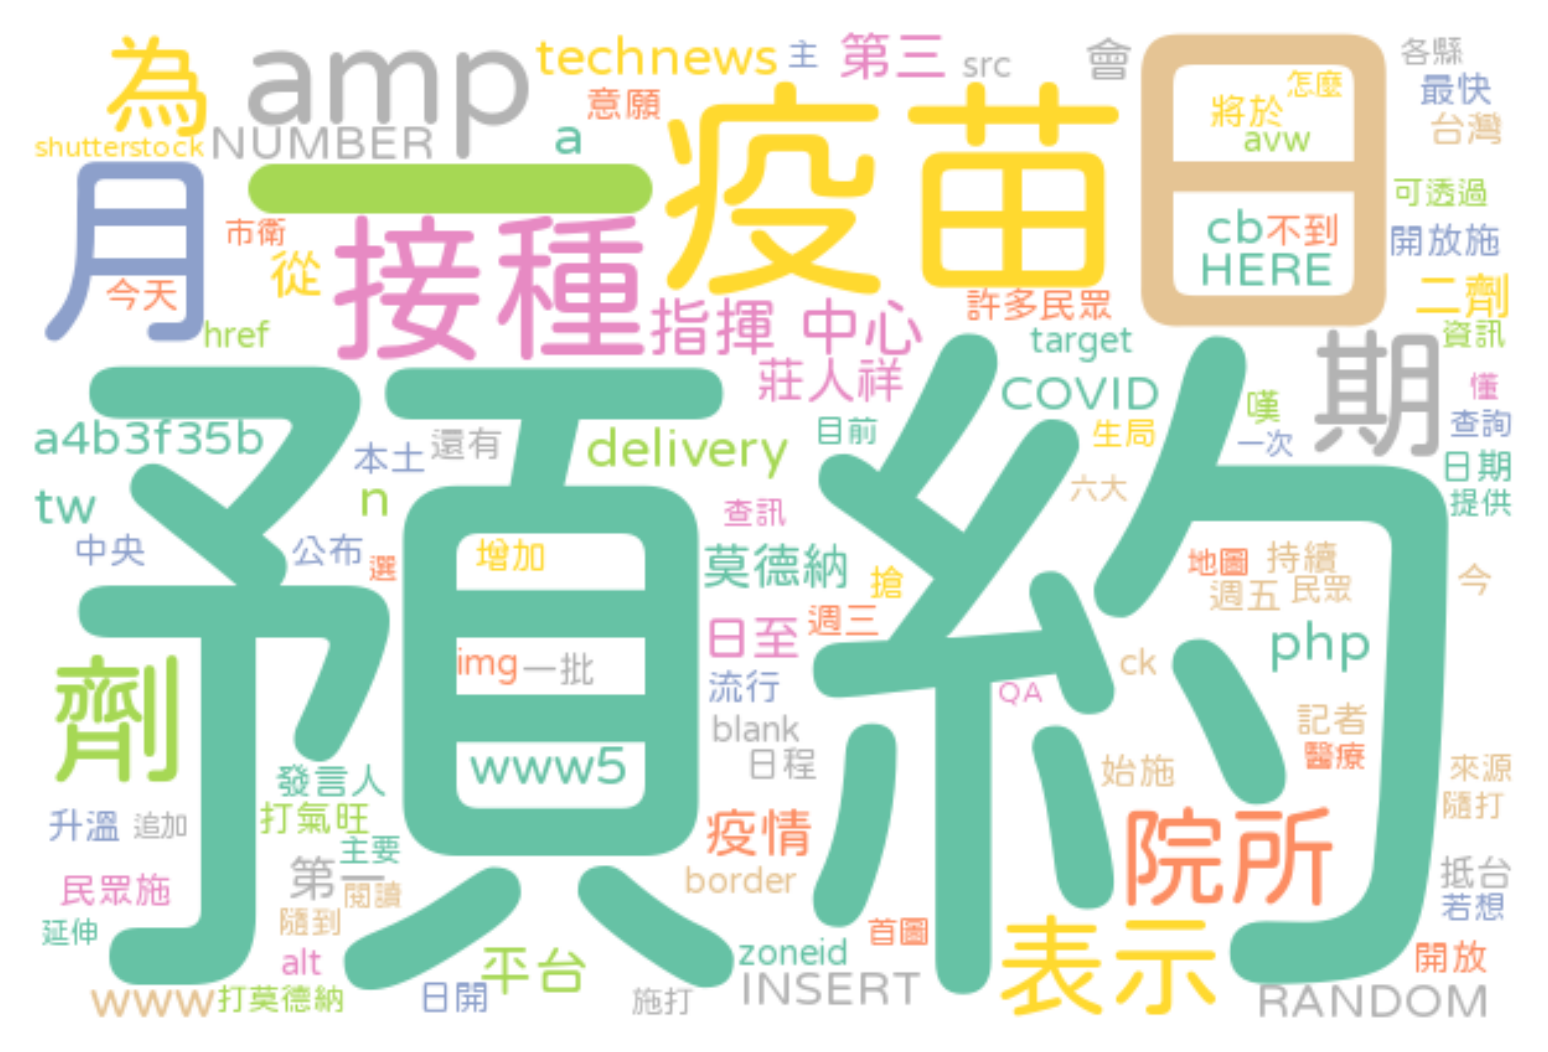 為 amp technews 主 第三 src 會 日 各縣
意願 疫苗 將於 怎麼 最快
shutterstock NUMBER a avw 台灣
月 一 可透過
市衛 接種 cb 不到 開放施
今天 從 HERE 二劑
href 指揮 中心 許多民眾 target 期 資訊
莊人祥 COVID 懂
預約
a4b3f35b 本土 還有 delivery 目前 生局 嘆 一次 查詢
日期
tw n 查訊 六大 提供
中央 公布 選 增加 莫德納 搶 地圖 持續 今
週五 民眾
劑 img 一批 日至 週三 ck php
流行 QA
www5 blank 記者
發言人 日程 始施 醫療 來源
升溫 追加 打氣旺 疫情 院所 隨打
主要
民眾施 第一 閱讀 border 抵台
延伸 隨到 首圖 若想
alt 平台 zoneid 表示 開放
www 打莫德納 日開 施打 INSERT RANDOM